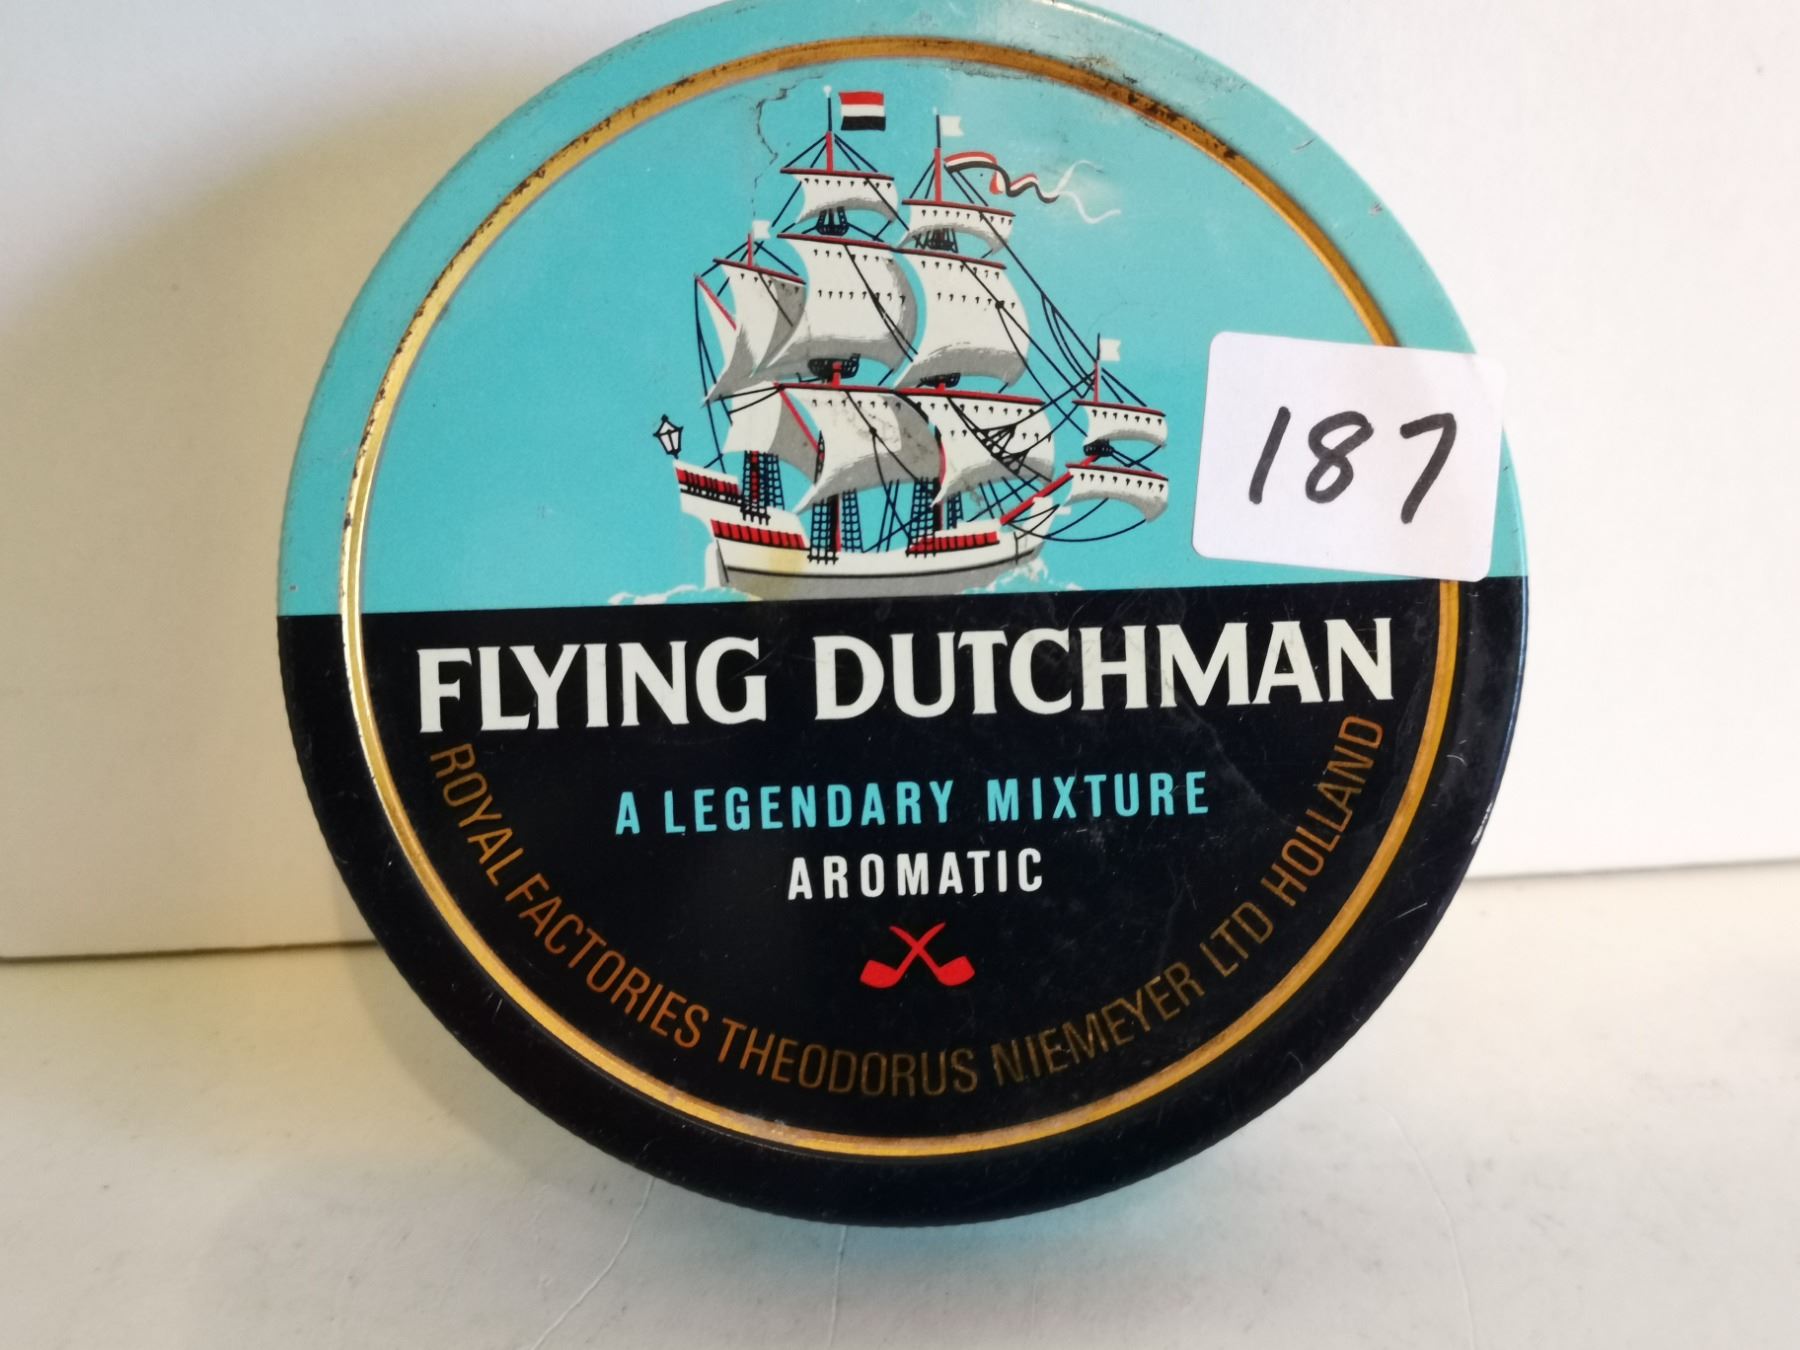 187
FLYING DUTCHMAN
A LEGENDARY MIXTURE
AROMATIC
ROYAL FACTORIES THEODORUS NIEMEYER LTD HOLLAND